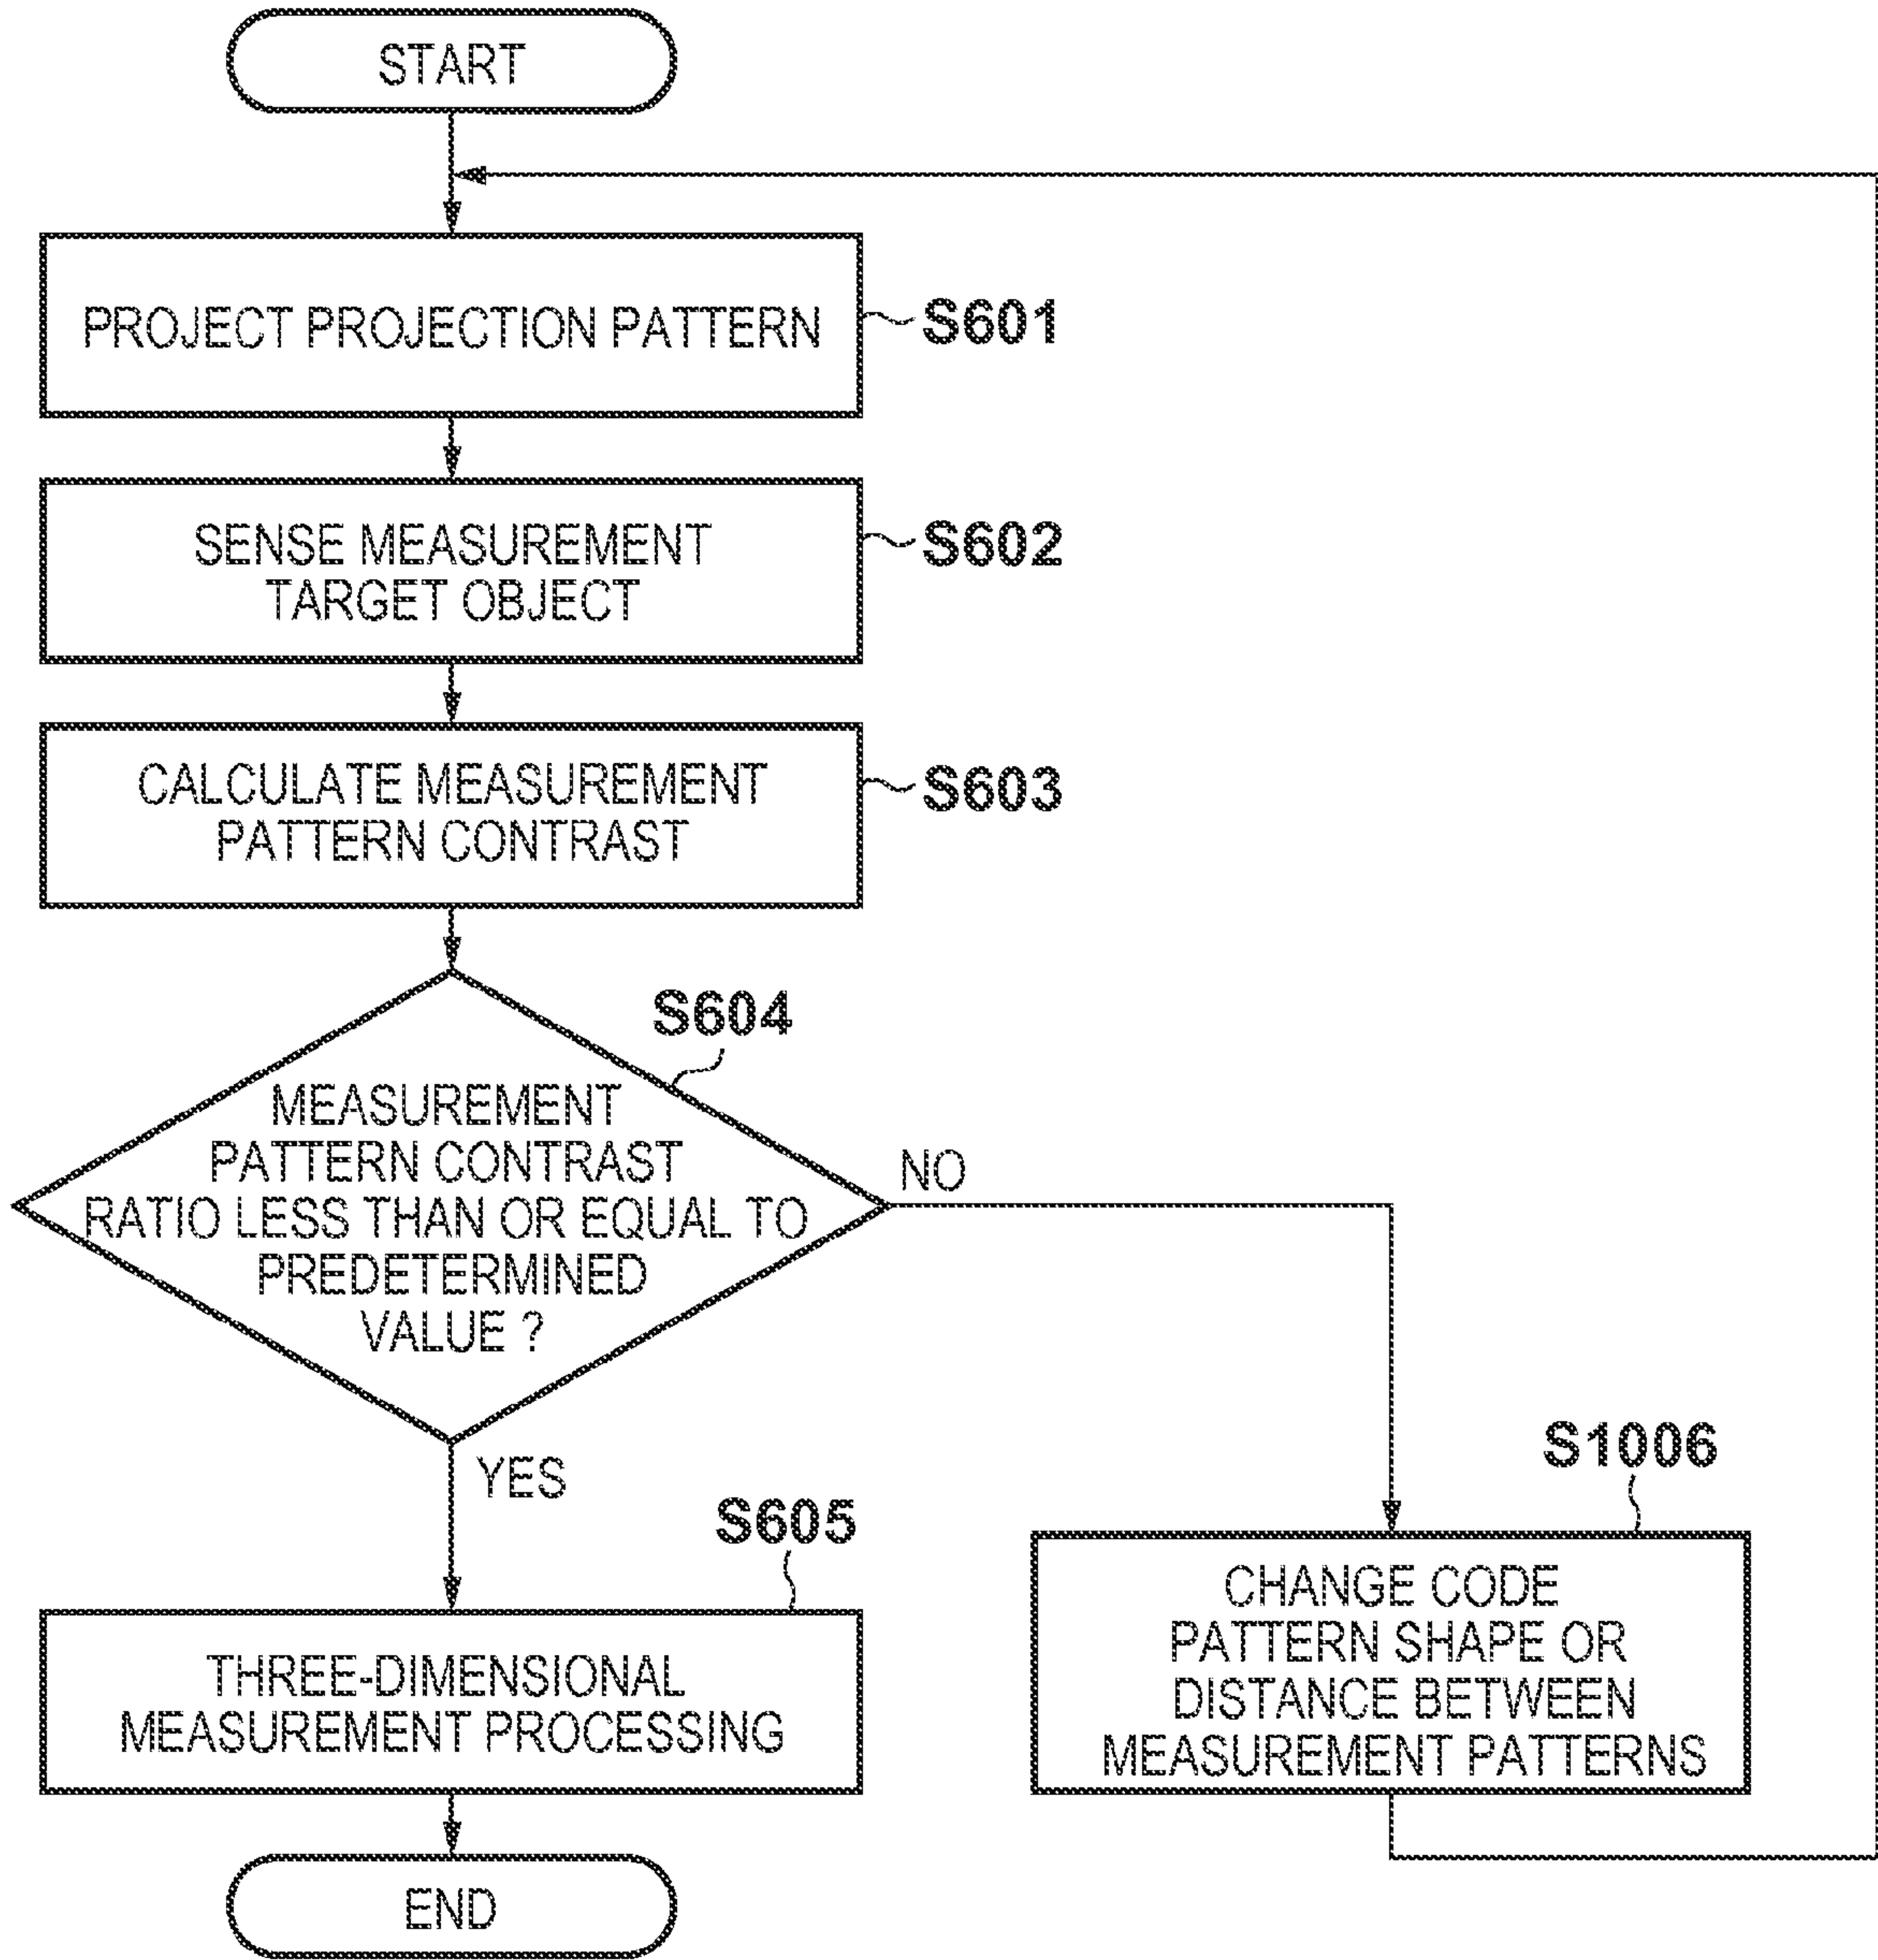 START
PROJECT PROJECTION PATTERN
S601
SENSE MEASUREMENT
TARGET OBJECT
S602
CALCULATE MEASUREMENT
PATTERN CONTRAST
S603
S604
MEASUREMENT
PATTERN CONTRAST
RATIO LESS THAN OR EQUAL TO
PREDETERMINED
VALUE ?
NO
YES
S605
THREE-DIMENSIONAL
MEASUREMENT PROCESSING
S1006
CHANGE CODE
PATTERN SHAPE OR
DISTANCE BETWEEN
MEASUREMENT PATTERNS
END